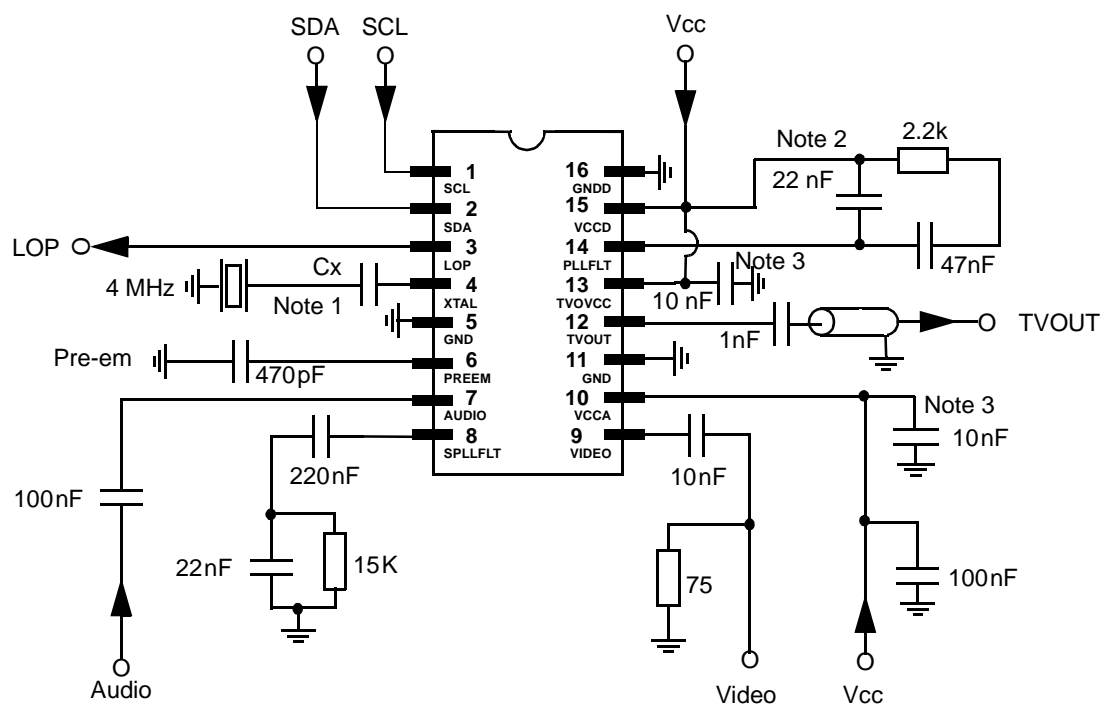 SDA SCL Vcc
Note 2 2.2k
22 nF
47nF
1 SCL
2 SDA
3 LOP
4 XTAL
5 GND
6 PREEM
7 AUDIO
8 SPLLFLT
16 GNDD
15 VCCD
14 PLLFLT
13 TVOVCC
12 TVOUT
11 GND
10 VCCA
9 VIDEO
LOP
4 MHz
Cx
Note 1
Pre-em
470pF
Note 3
10 nF
1nF
TVOUT
Note 3
10nF
220nF
10nF
100nF
22nF
15K
75
100nF
Audio
Video
Vcc